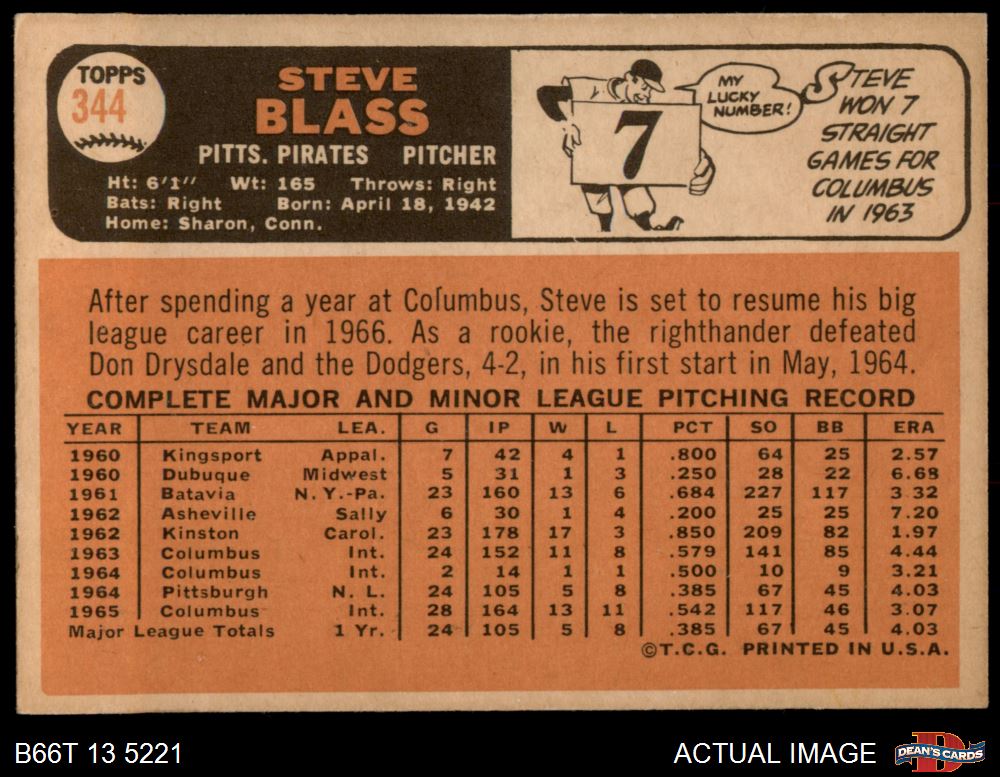 TOPPS
344
STEVE
BLASS
PITTS. PIRATES PITCHER
Ht: 6'1" Wt: 165 Throws: Right
Bats: Right Born: April 18, 1942
Home: Sharon, Conn.
7
MY
LUCKY
NUMBER!
STEVE
WON 7
STRAIGHT
GAMES FOR
COLUMBUS
IN 1963
After spending a year at Columbus, Steve is set to resume his big
league career in 1966. As a rookie, the righthander defeated
Don Drysdale and the Dodgers, 4-2, in his first start in May, 1964.
COMPLETE MAJOR AND MINOR LEAGUE PITCHING RECORD
YEAR TEAM LEA. G IP W L PCT SO BB ERA
1960 Kingsport Appal. 7 42 4 1 .800 64 25 2.57
1960 Dubuque Midwest 5 31 1 3 .250 28 22 6.68
1961 Batavia N.Y.-Pa. 23 160 13 6 .684 227 117 3.32
1962 Asheville Sally 6 30 1 4 .200 25 25 7.20
1962 Kinston Carol. 23 178 17 3 .850 209 82 1.97
1963 Columbus Int. 24 152 11 8 .579 141 85 4.44
1964 Columbus Int. 2 14 1 1 .500 10 9 3.21
1964 Pittsburgh N. L. 24 105 5 8 .385 67 45 4.03
1965 Columbus Int. 28 164 13 11 .542 117 46 3.07
Major League Totals 1 Yr. 24 105 5 8 .385 67 45 4.03
©T.C.G. PRINTED IN U.S.A.
B66T 13 5221
ACTUAL IMAGE
D
DEAN'S CARDS